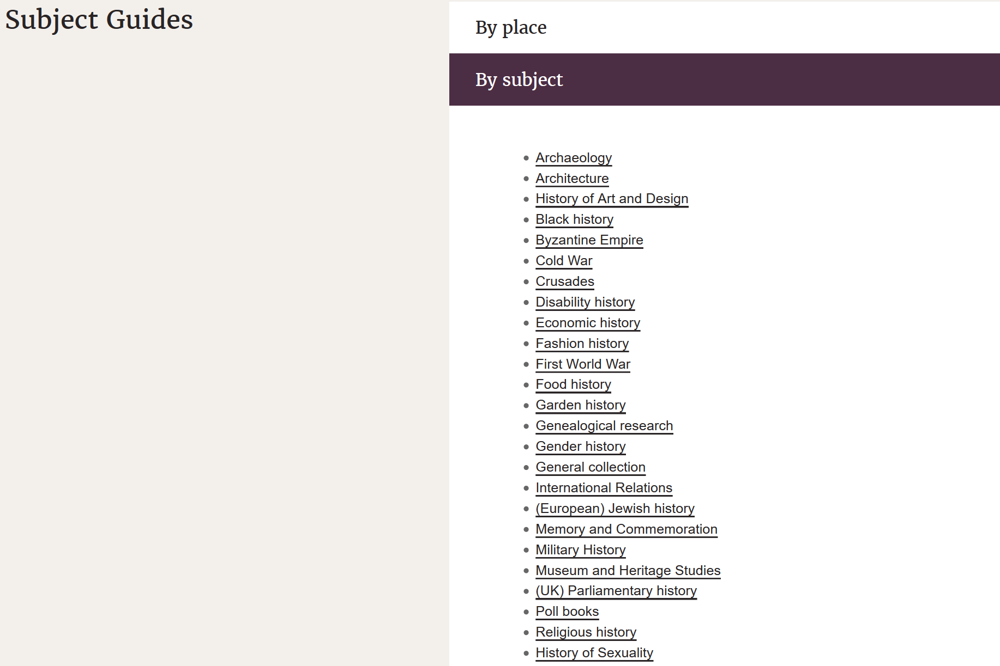 Subject Guides
By place
By subject
Archaeology
Architecture
History of Art and Design
Black history
Byzantine Empire
Cold War
Crusades
Disability history
Economic history
Fashion history
First World War
Food history
Garden history
Genealogical research
Gender history
General collection
International Relations
(European) Jewish history
Memory and Commemoration
Military History
Museum and Heritage Studies
(UK) Parliamentary history
Poll books
Religious history
History of Sexuality